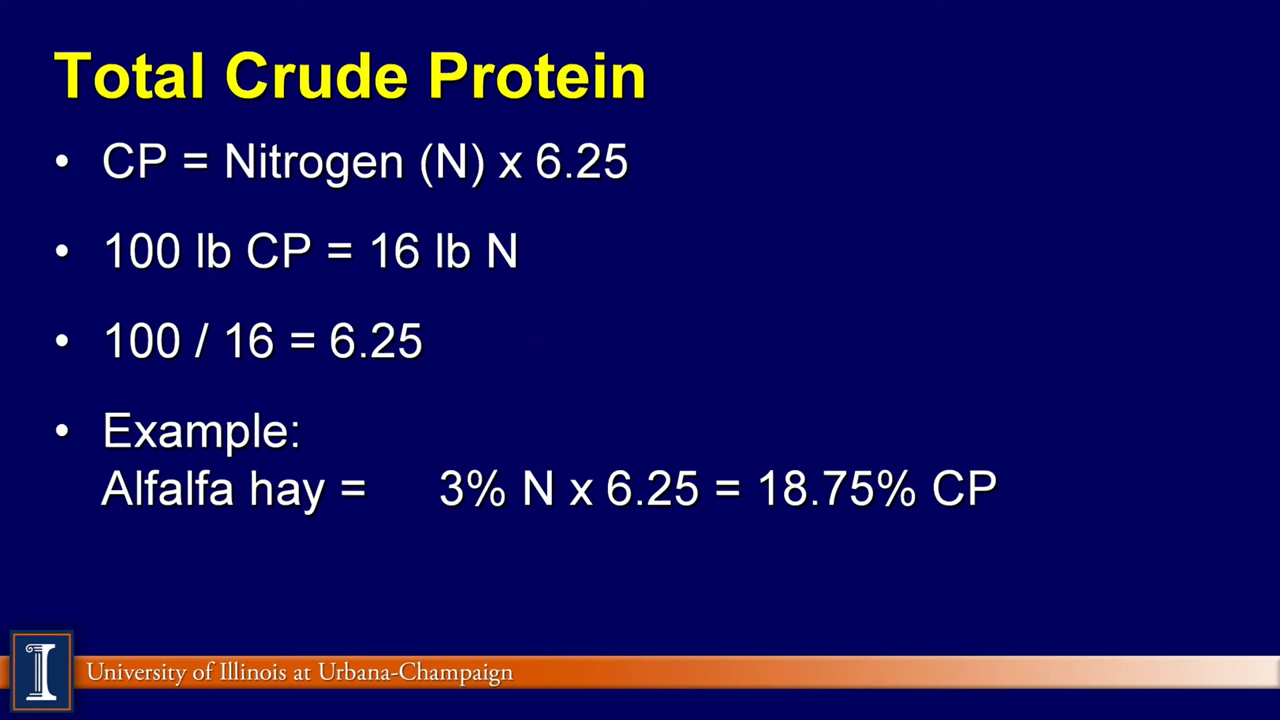 Total Crude Protein
• CP = Nitrogen (N) x 6.25
• 100 lb CP = 16 lb N
• 100 / 16 = 6.25
• Example:
Alfalfa hay = 3% N x 6.25 = 18.75% CP
I
University of Illinois at Urbana-Champaign